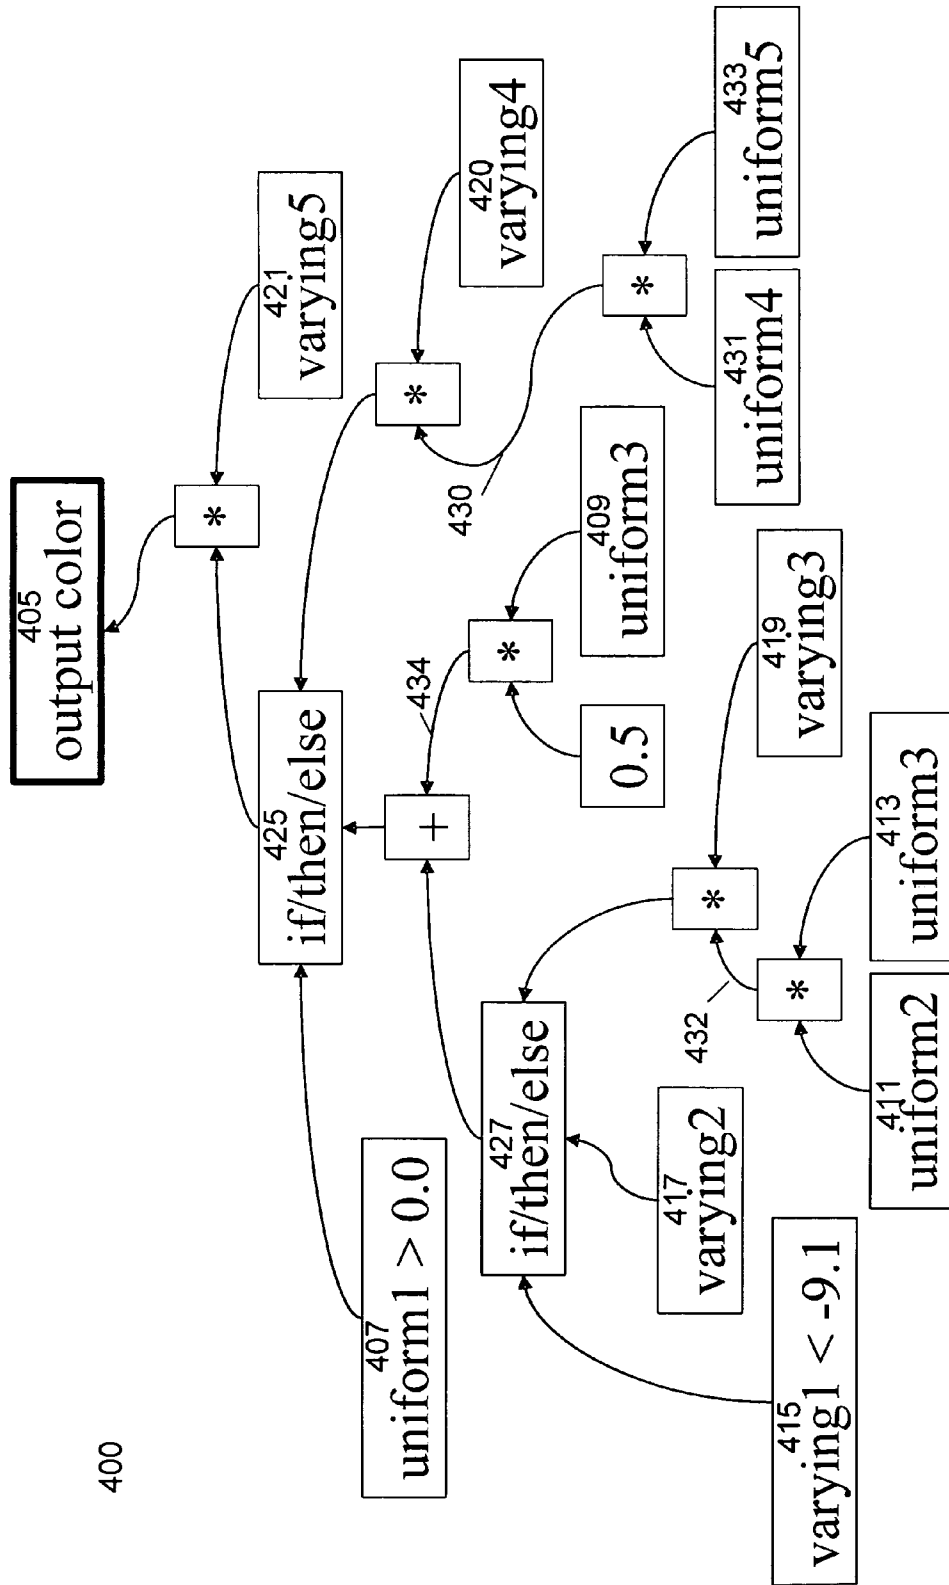 400
405
output color
*
421
varying5
407
uniform1 > 0.0
425
if/then/else
*
420
varying4
430
434
+
*
0.5
409
uniform3
*
431
uniform4
433
uniform5
427
if/then/else
415
varying1 < -9.1
417
varying2
432
*
419
varying3
*
411
uniform2
413
uniform3